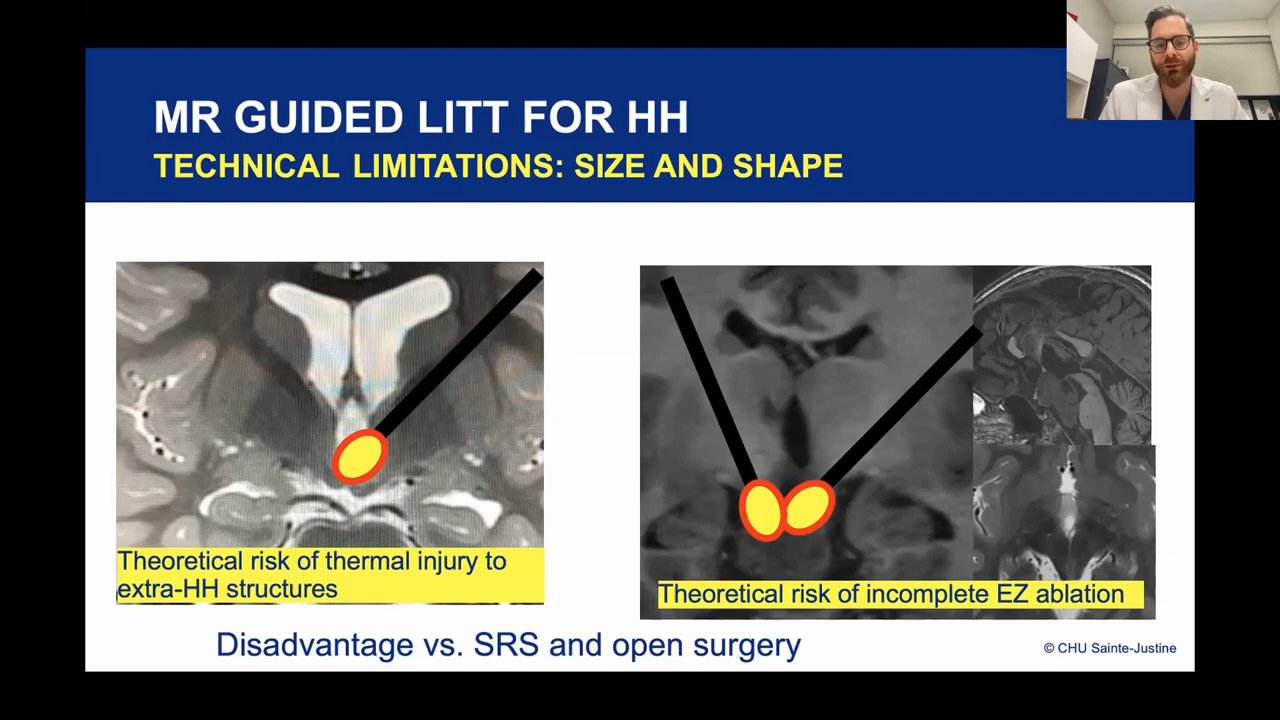 MR GUIDED LITT FOR HH
TECHNICAL LIMITATIONS: SIZE AND SHAPE
Theoretical risk of thermal injury to
extra-HH structures
Theoretical risk of incomplete EZ ablation
Disadvantage vs. SRS and open surgery
© CHU Sainte-Justine